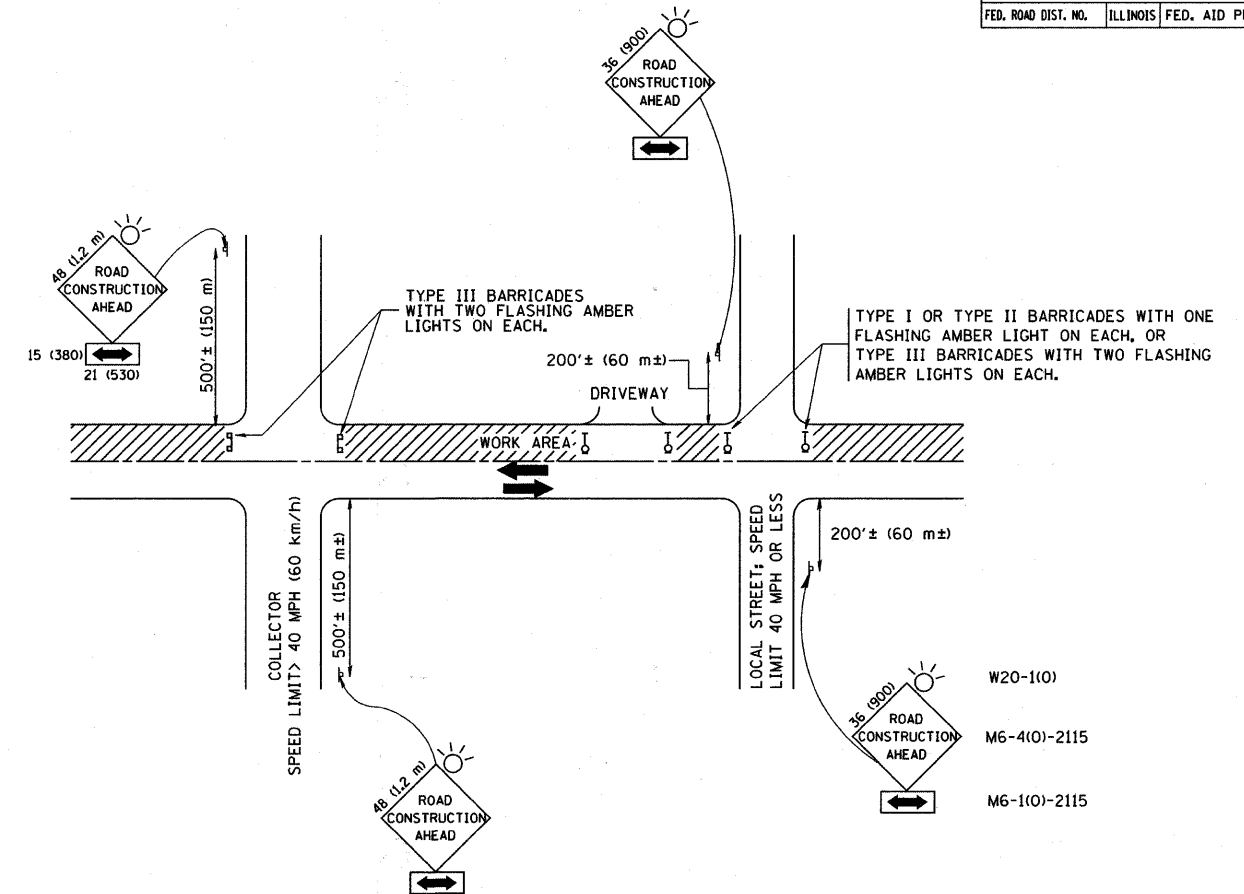 FED. ROAD DIST. NO. ILLINOIS FED. AID
36 (900)
ROAD
CONSTRUCTION
AHEAD
48 (1.2 m)
ROAD
CONSTRUCTION
AHEAD
15 (380)
21 (530)
500'± (150 m)
TYPE III BARRICADES
WITH TWO FLASHING AMBER
LIGHTS ON EACH.
TYPE I OR TYPE II BARRICADES WITH ONE
FLASHING AMBER LIGHT ON EACH, OR
TYPE III BARRICADES WITH TWO FLASHING
AMBER LIGHTS ON EACH.
200'± (60 m±)
DRIVEWAY
WORK AREA
COLLECTOR
SPEED LIMIT> 40 MPH (60 km/h)
500'± (150 m±)
LOCAL STREET; SPEED
LIMIT 40 MPH OR LESS
200'± (60 m±)
48 (1.2 m)
ROAD
CONSTRUCTION
AHEAD
36 (900)
ROAD
CONSTRUCTION
AHEAD
W20-1(O)
M6-4(O)-2115
M6-1(O)-2115